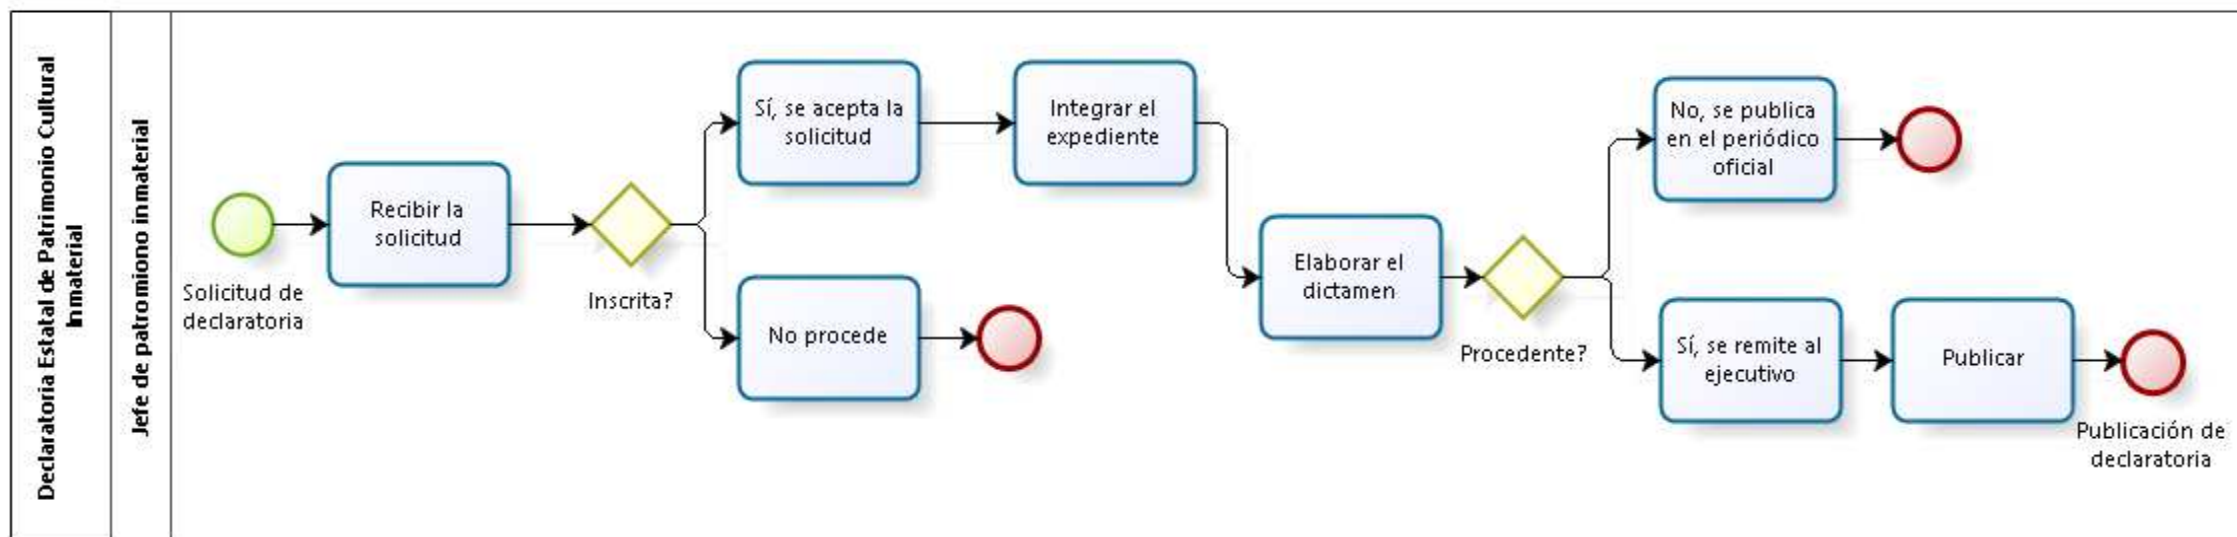 Declaratoria Estatal de Patrimonio Cultural
Inmaterial
Jefe de patromiono inmaterial
Solicitud de
declaratoria
Recibir la
solicitud
Inscrita?
Sí, se acepta la
solicitud
Integrar el
expediente
No procede
Elaborar el
dictamen
Procedente?
No, se publica
en el periódico
oficial
Sí, se remite al
ejecutivo
Publicar
Publicación de
declaratoria